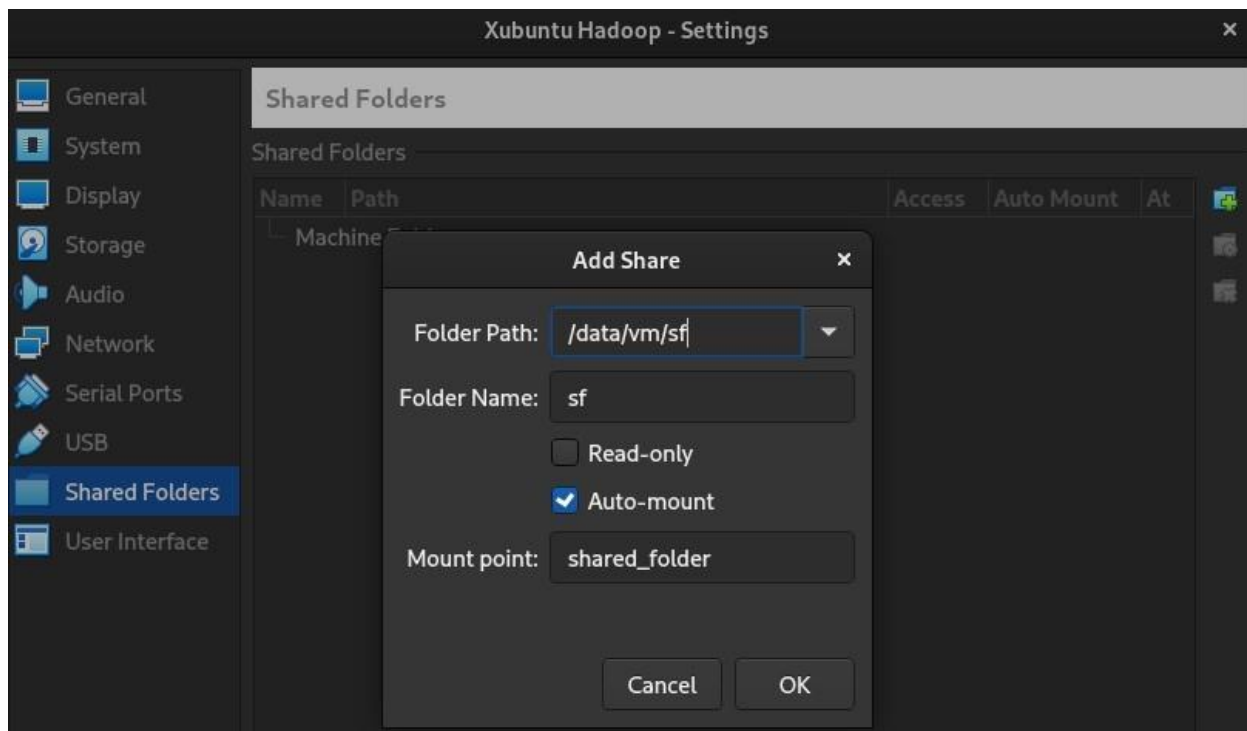 Xubuntu Hadoop - Settings
General
System
Display
Storage
Audio
Network
Serial Ports
USB
Shared Folders
User Interface
Shared Folders
Shared Folders
Name Path Access Auto Mount At
Machine
Add Share
Folder Path: /data/vm/sf
Folder Name: sf
Read-only
Auto-mount
Mount point: shared_folder
Cancel OK